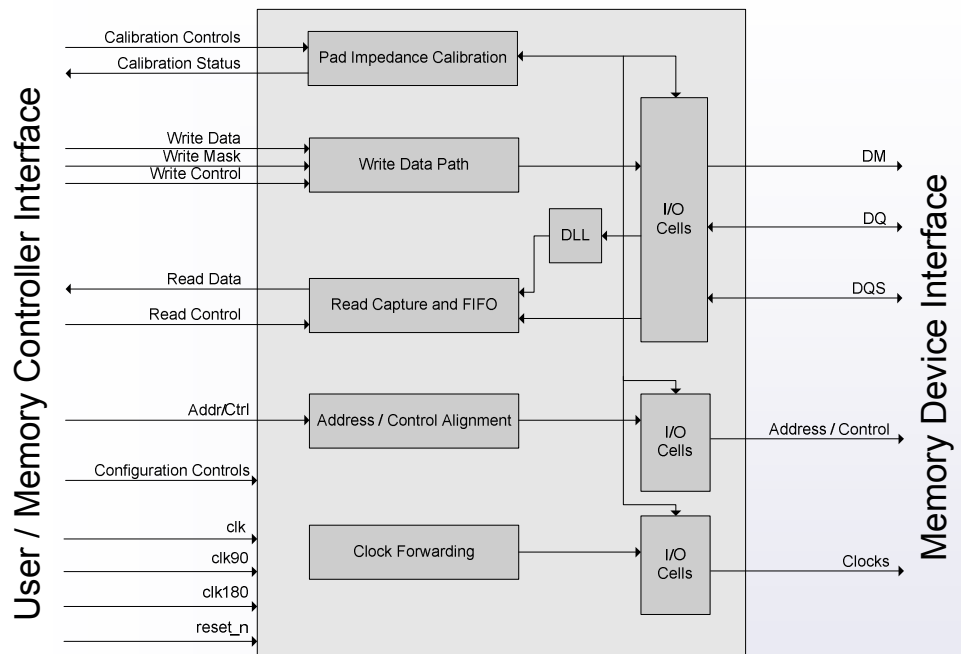 User / Memory Controller Interface
Calibration Controls
Calibration Status
Pad Impedance Calibration
Write Data
Write Mask
Write Control
Write Data Path
I/O
Cells
DM
DQ
DQS
DLL
Read Data
Read Control
Read Capture and FIFO
Addr/Ctrl
Address / Control Alignment
I/O
Cells
Address / Control
Configuration Controls
clk
clk90
clk180
reset_n
Clock Forwarding
I/O
Cells
Clocks
Memory Device Interface